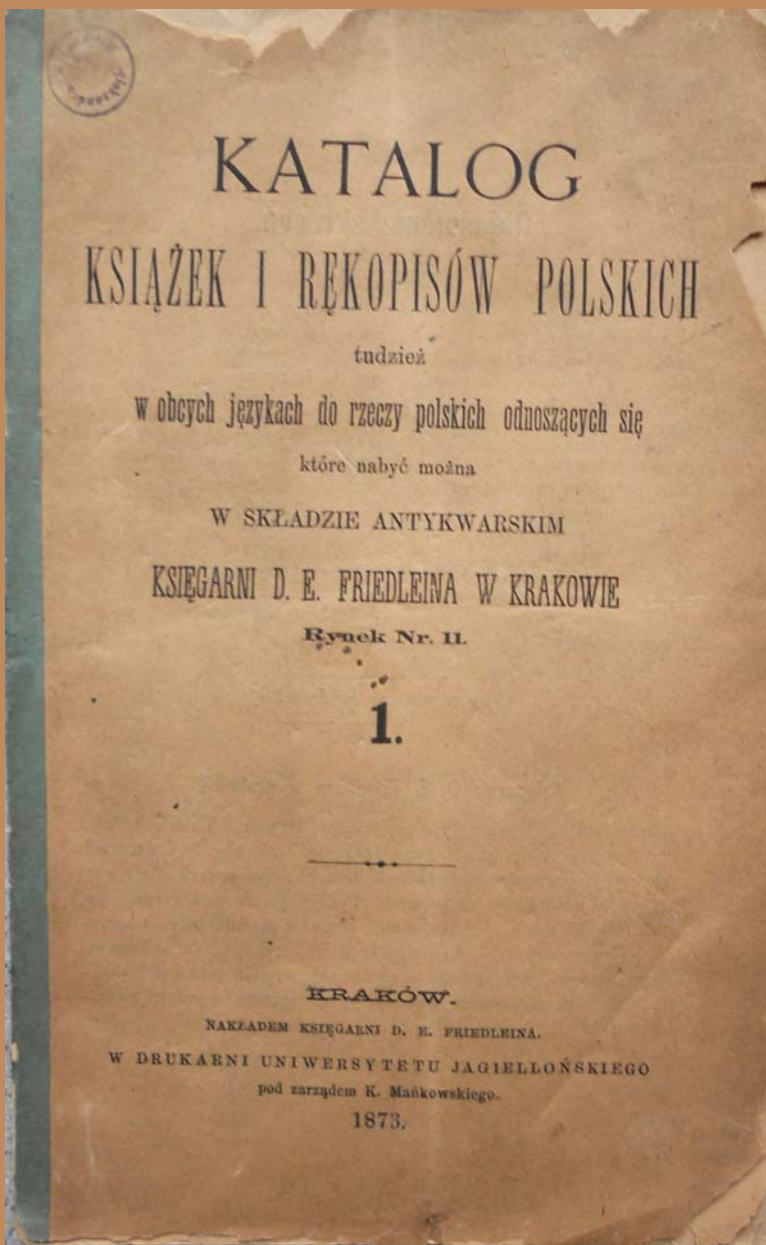 KATALOG
KSIĄŻEK I RĘKOPISÓW POLSKICH
tudzież
w obcych językach do rzeczy polskich odnoszących się
które nabyć można
W SKŁADZIE ANTYKWARSKIM
KSIĘGARNI D. E. FRIEDLEINA W KRAKOWIE
Rynek Nr. 11.
1.
KRAKÓW.
NAKŁADEM KSIĘGARNI D. E. FRIEDLEINA.
W DRUKARNI UNIWERSYTETU JAGIELLOŃSKIEGO
pod zarządem K. Mańkowskiego.
1873.